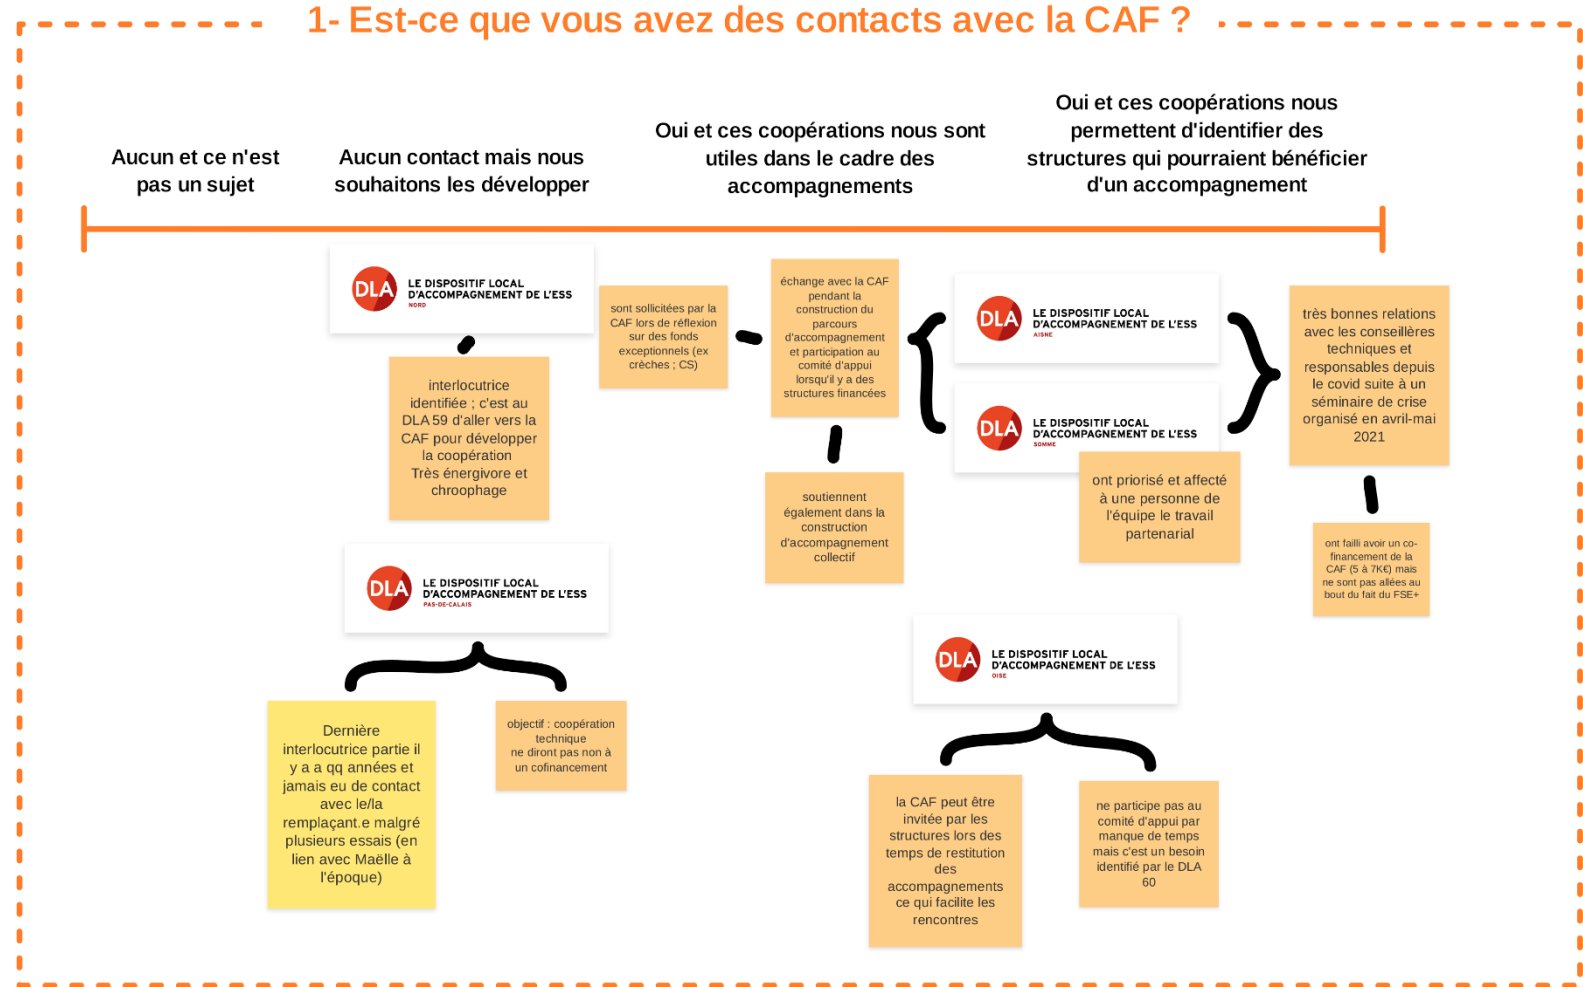 1- Est-ce que vous avez des contacts avec la CAF ?
Aucun et ce n'est
pas un sujet
Aucun contact mais nous
souhaitons les développer
Oui et ces coopérations nous sont
utiles dans le cadre des
accompagnements
Oui et ces coopérations nous
permettent d'identifier des
structures qui pourraient bénéficier
d'un accompagnement
DLA
LE DISPOSITIF LOCAL
D'ACCOMPAGNEMENT DE L'ESS
NORD
interlocutrice
identifiée ; c'est au
DLA 59 d'aller vers la
CAF pour développer
la coopération
Très énergivore et
chroophage
sont sollicitées par la
CAF lors de réflexion
sur des fonds
exceptionnels (ex
crèches ; CS)
échange avec la CAF
pendant la
construction du
parcours
d'accompagnement
et participation au
comité d'appui
lorsqu'il y a des
structures financées
soutiennent
également dans la
construction
d'accompagnement
collectif
DLA
LE DISPOSITIF LOCAL
D'ACCOMPAGNEMENT DE L'ESS
AISNE
DLA
LE DISPOSITIF LOCAL
D'ACCOMPAGNEMENT DE L'ESS
SOMME
ont priorisé et affecté
à une personne de
l'équipe le travail
partenarial
très bonnes relations
avec les conseillères
techniques et
responsables depuis
le covid suite à un
séminaire de crise
organisé en avril-mai
2021
ont failli avoir un co-
financement de la
CAF (5 à 7K€) mais
ne sont pas allées au
bout du fait du FSE+
DLA
LE DISPOSITIF LOCAL
D'ACCOMPAGNEMENT DE L'ESS
PAS-DE-CALAIS
Dernière
interlocutrice partie il
y a a qq années et
jamais eu de contact
avec le/la
remplaçant.e malgré
plusieurs essais (en
lien avec Maëlle à
l'époque)
objectif : coopération
technique
ne diront pas non à
un cofinancement
DLA
LE DISPOSITIF LOCAL
D'ACCOMPAGNEMENT DE L'ESS
OISE
la CAF peut être
invitée par les
structures lors des
temps de restitution
des
accompagnements
ce qui facilite les
rencontres
ne participe pas au
comité d'appui par
manque de temps
mais c'est un besoin
identifié par le DLA
60